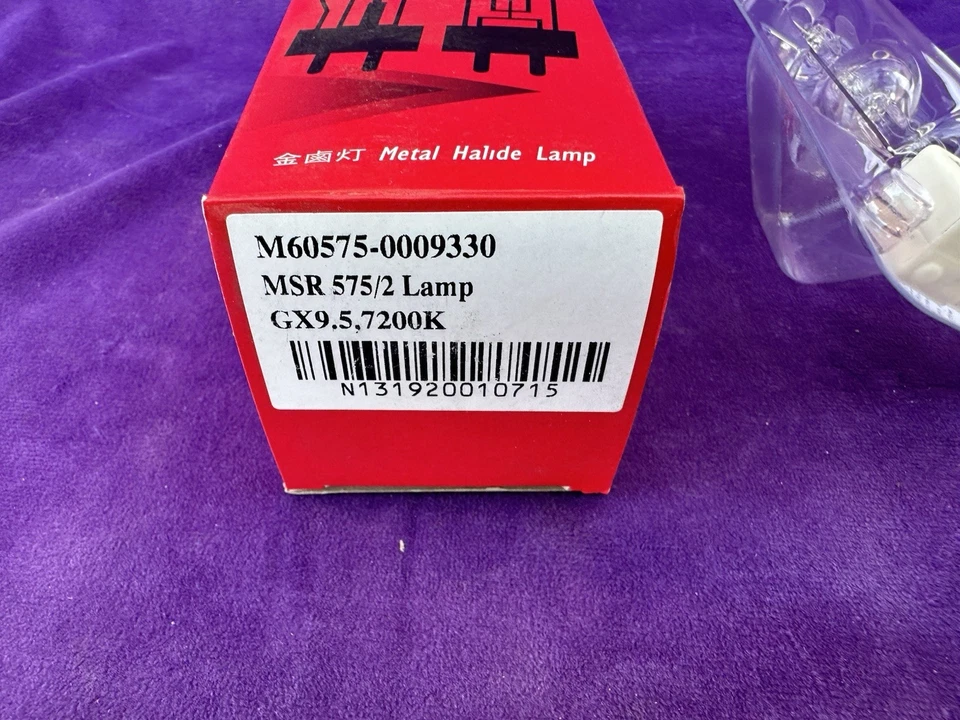 金鹵灯 Metal Halide Lamp
M60575-0009330
MSR 575/2 Lamp
GX9.5,7200K
N131920010715